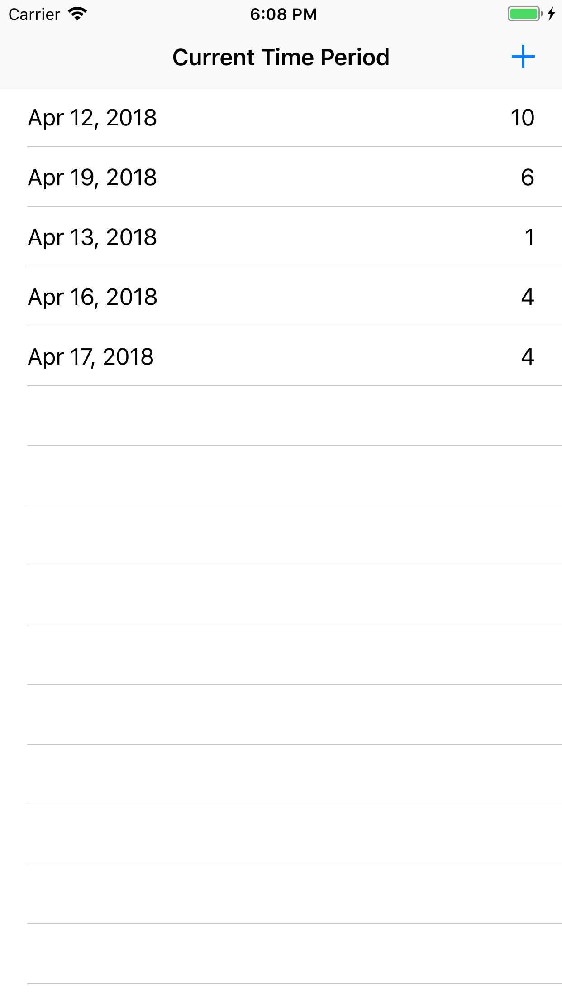 Carrier 6:08 PM
Current Time Period
Apr 12, 2018 10
Apr 19, 2018 6
Apr 13, 2018 1
Apr 16, 2018 4
Apr 17, 2018 4